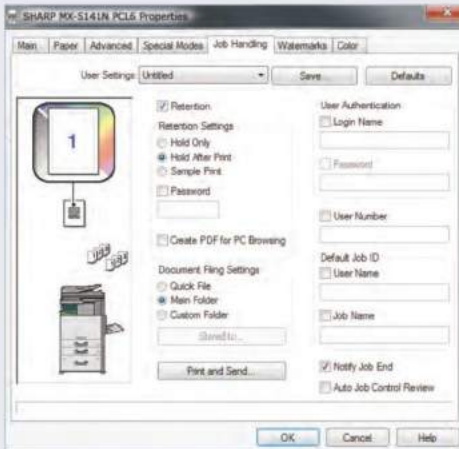 SHARP MX-5141N PCL6 Properties
Main Paper Advanced Special Modes Job Handling Watermarks Color
User Settings: Untitled Save... Defaults
1
Retention
Retention Settings
Hold Only
Hold After Print
Sample Print
Password
Create PDF for PC Browsing
Document Filing Settings
Quick File
Main Folder
Custom Folder
Stored to...
Print and Send...
User Authentication
Login Name
Password
User Number
Default Job ID
User Name
Job Name
Notify Job End
Auto Job Control Review
OK Cancel Help